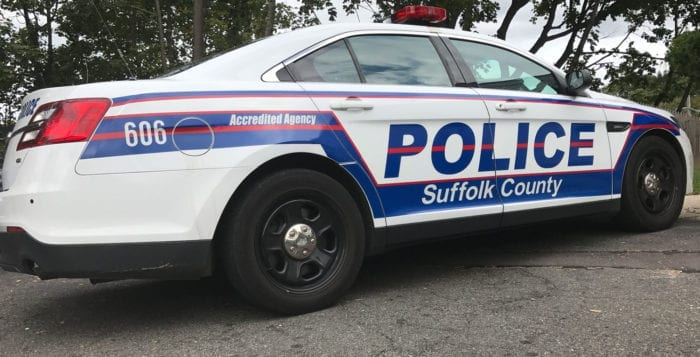 Accredited Agency
606
POLICE
Suffolk County